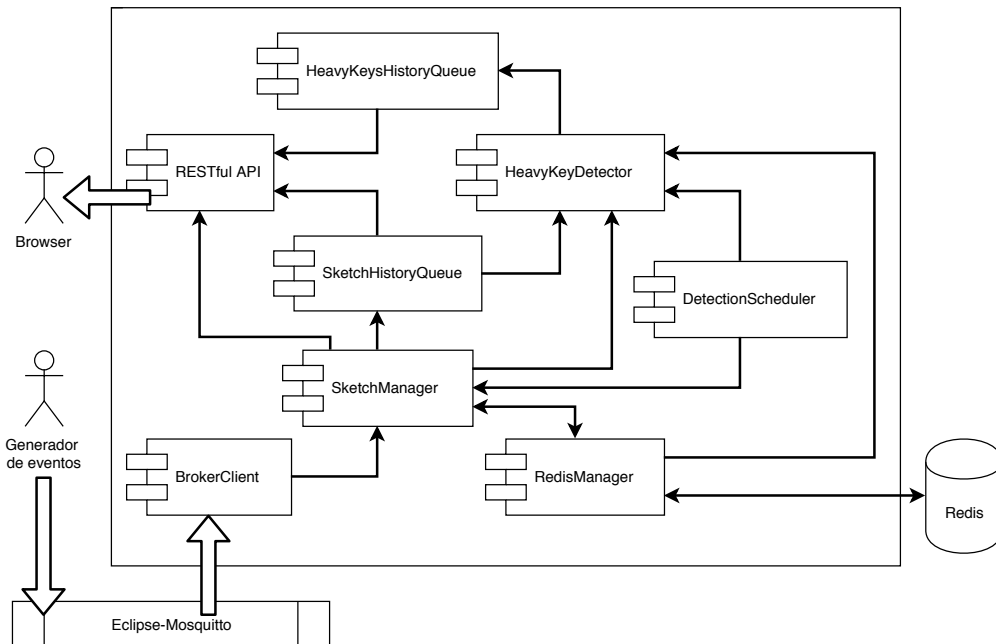 HeavyKeysHistoryQueue
RESTful API
HeavyKeyDetector
Browser
SketchHistoryQueue
DetectionScheduler
SketchManager
Generador
de eventos
BrokerClient
RedisManager
Redis
Eclipse-Mosquitto